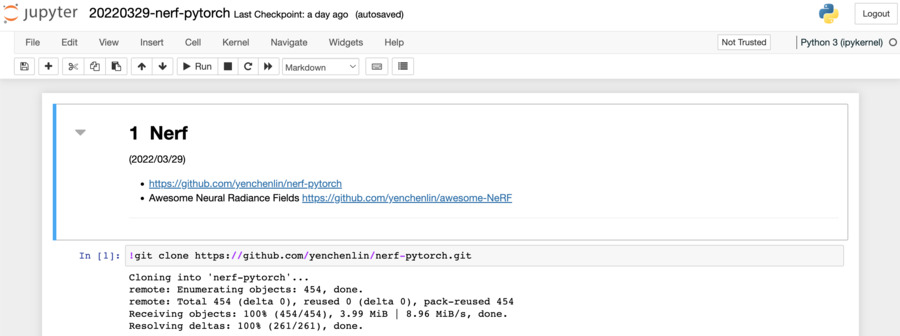 jupyter 20220329-nerf-pytorch Last Checkpoint: a day ago (autosaved) Logout
File Edit View Insert Cell Kernel Navigate Widgets Help Not Trusted Python 3 (ipykernel)
Run Markdown
1 Nerf
(2022/03/29)
• https://github.com/yenchenlin/nerf-pytorch
• Awesome Neural Radiance Fields https://github.com/yenchenlin/awesome-NeRF
In [1]: !git clone https://github.com/yenchenlin/nerf-pytorch.git
Cloning into 'nerf-pytorch'...
remote: Enumerating objects: 454, done.
remote: Total 454 (delta 0), reused 0 (delta 0), pack-reused 454
Receiving objects: 100% (454/454), 3.99 MiB | 8.96 MiB/s, done.
Resolving deltas: 100% (261/261), done.